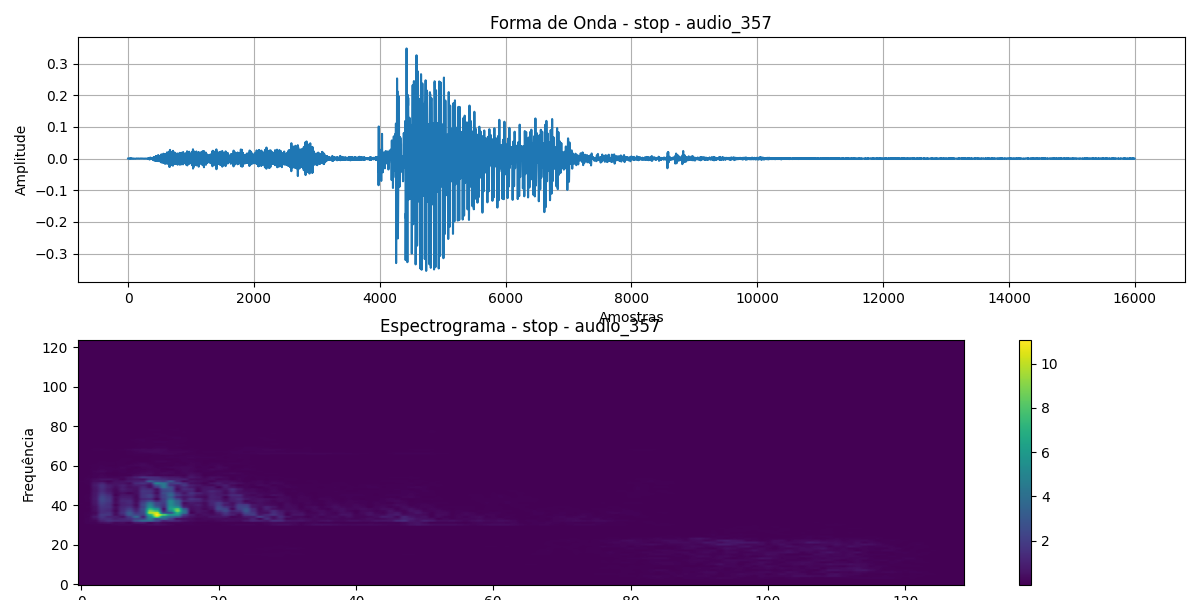 Forma de Onda - stop - audio_357
Amplitude
0.3
0.2
0.1
0.0
−0.1
−0.2
−0.3
0 2000 4000 6000 8000 10000 12000 14000 16000
Amostras
Espectrograma - stop - audio_357
Frequência
120
100
80
60
40
20
0
0 20 40 60 80 100 120
10
8
6
4
2